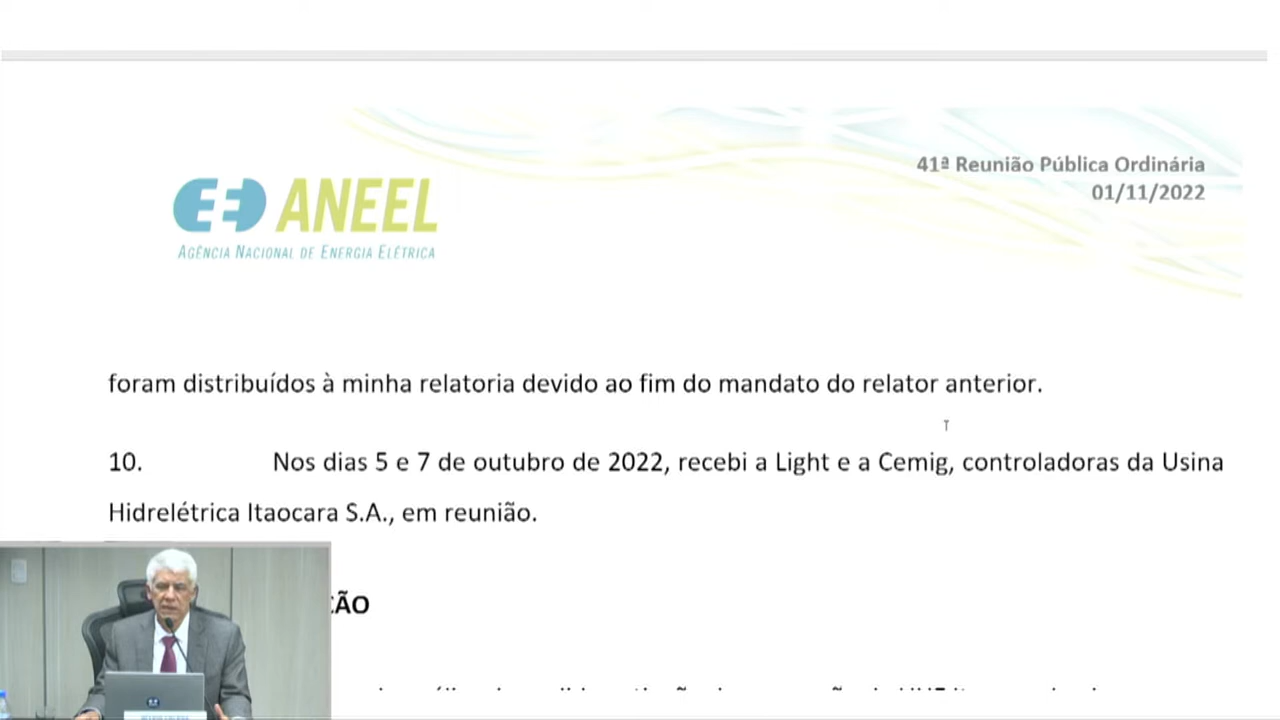 41ª Reunião Pública Ordinária
01/11/2022
ANEEL
AGÊNCIA NACIONAL DE ENERGIA ELÉTRICA
foram distribuídos à minha relatoria devido ao fim do mandato do relator anterior.
10. Nos dias 5 e 7 de outubro de 2022, recebi a Light e a Cemig, controladoras da Usina
Hidrelétrica Itaocara S.A., em reunião.
ÃO